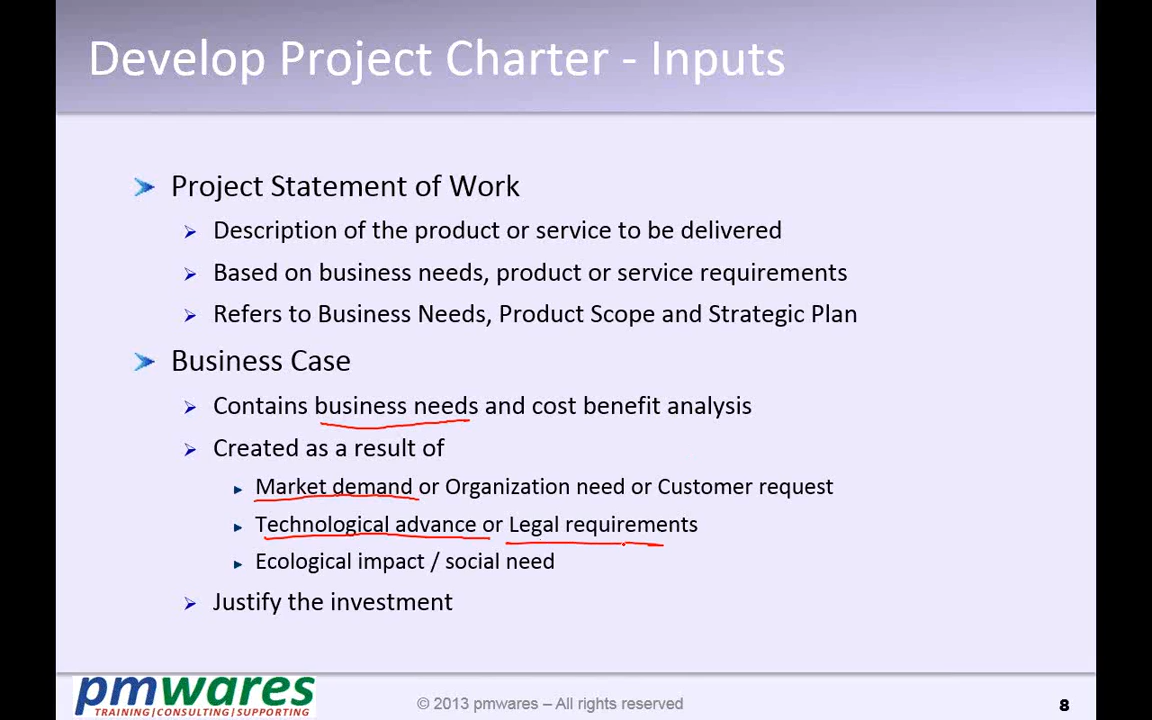 Develop Project Charter - Inputs
Project Statement of Work
Description of the product or service to be delivered
Based on business needs, product or service requirements
Refers to Business Needs, Product Scope and Strategic Plan
Business Case
Contains business needs and cost benefit analysis
Created as a result of
Market demand or Organization need or Customer request
Technological advance or Legal requirements
Ecological impact / social need
Justify the investment
pmwares
TRAINING|CONSULTING|SUPPORTING
© 2013 pmwares – All rights reserved
8